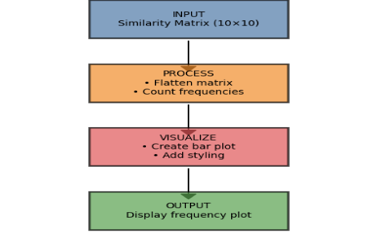 INPUT
Similarity Matrix (10×10)
PROCESS
• Flatten matrix
• Count frequencies
VISUALIZE
• Create bar plot
• Add styling
OUTPUT
Display frequency plot